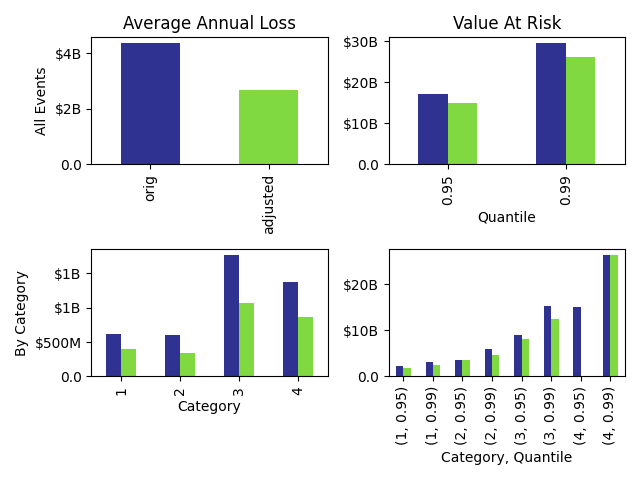 Average Annual Loss
Value At Risk
All Events
$4B
$2B
0.0
orig
adjusted
$30B
$20B
$10B
0.0
0.95
0.99
Quantile
By Category
$1B
$1B
$500M
0.0
1
2
3
4
Category
$20B
$10B
0.0
(1, 0.95)
(1, 0.99)
(2, 0.95)
(2, 0.99)
(3, 0.95)
(3, 0.99)
(4, 0.95)
(4, 0.99)
Category, Quantile